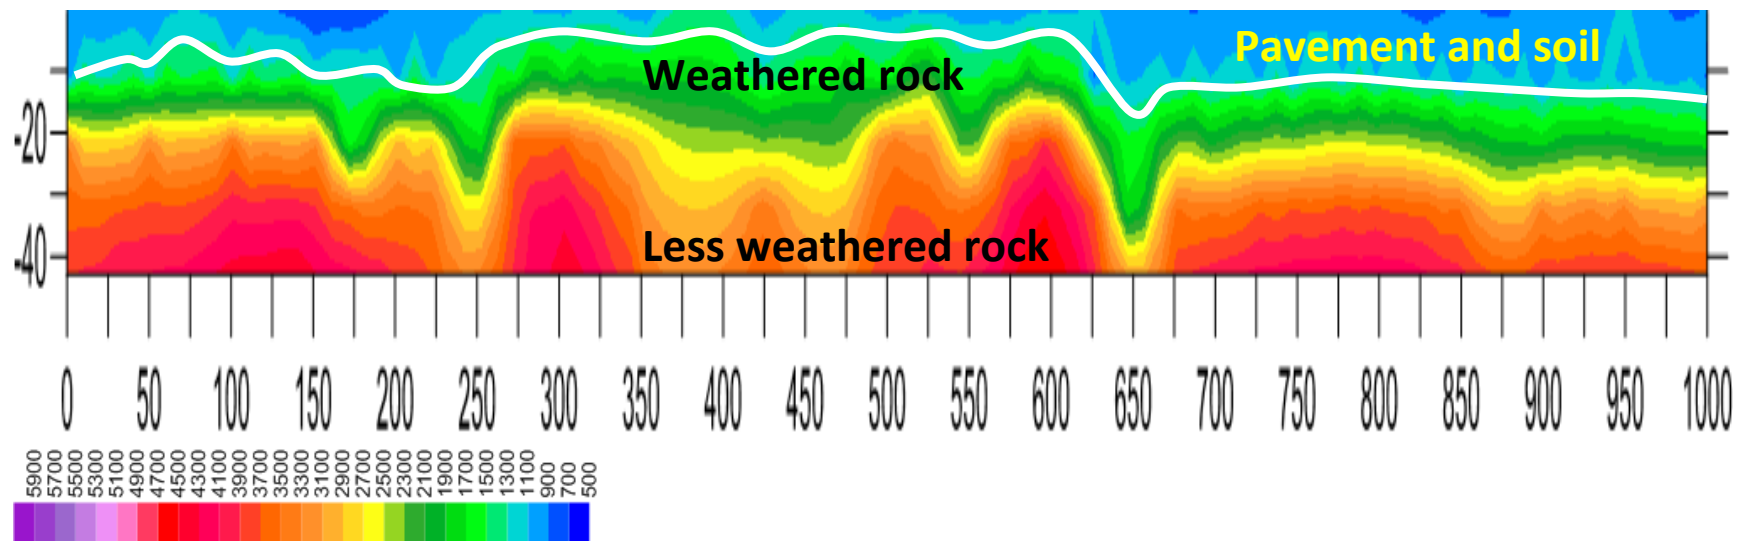 Pavement and soil
Weathered rock
-20
Less weathered rock
-40
0 50 100 150 200 250 300 350 400 450 500 550 600 650 700 750 800 850 900 950 1000
5900 5700 5500 5300 5100 4900 4700 4500 4300 4100 3900 3700 3500 3300 3100 2900 2700 2500 2300 2100 1900 1700 1500 1300 1100 900 700 500